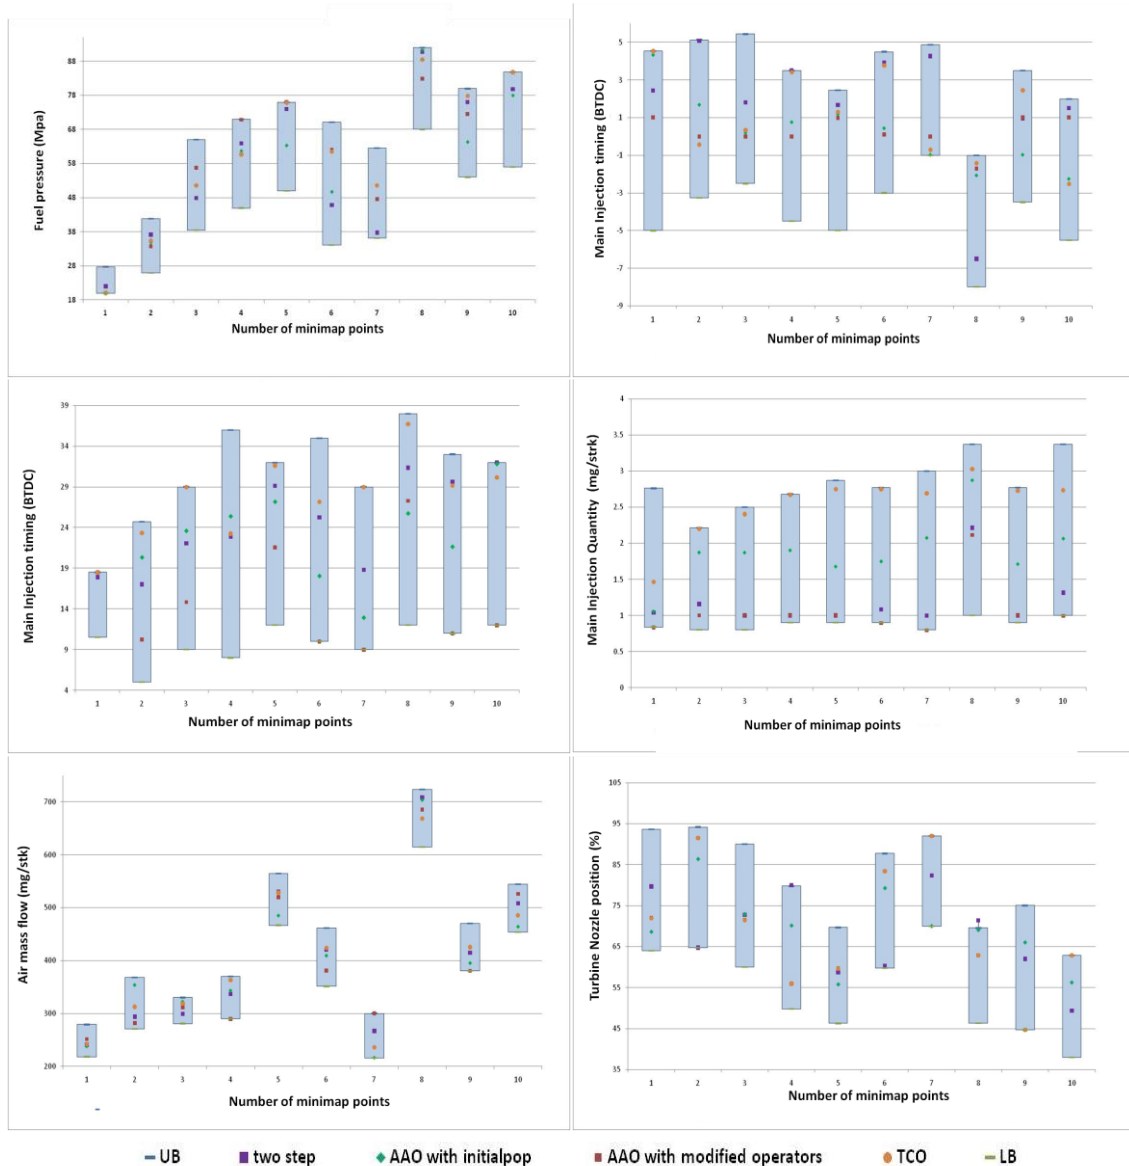 Fuel pressure (Mpa)
88
78
68
58
48
38
28
18
1 2 3 4 5 6 7 8 9 10
Number of minimap points
Main Injection timing (BTDC)
5
3
1
-1
-3
-5
-7
-9
1 2 3 4 5 6 7 8 9 10
Number of minimap points
Main Injection timing (BTDC)
39
34
29
24
19
14
9
4
1 2 3 4 5 6 7 8 9 10
Number of minimap points
Main Injection Quantity (mg/strk)
4
3.5
3
2.5
2
1.5
1
0.5
0
1 2 3 4 5 6 7 8 9 10
Number of minimap points
Air mass flow (mg/stk)
700
600
500
400
300
200
1 2 3 4 5 6 7 8 9 10
Number of minimap points
Turbine Nozzle position (%)
105
95
85
75
65
55
45
35
1 2 3 4 5 6 7 8 9 10
Number of minimap points
UB two step AAO with initialpop AAO with modified operators TCO LB